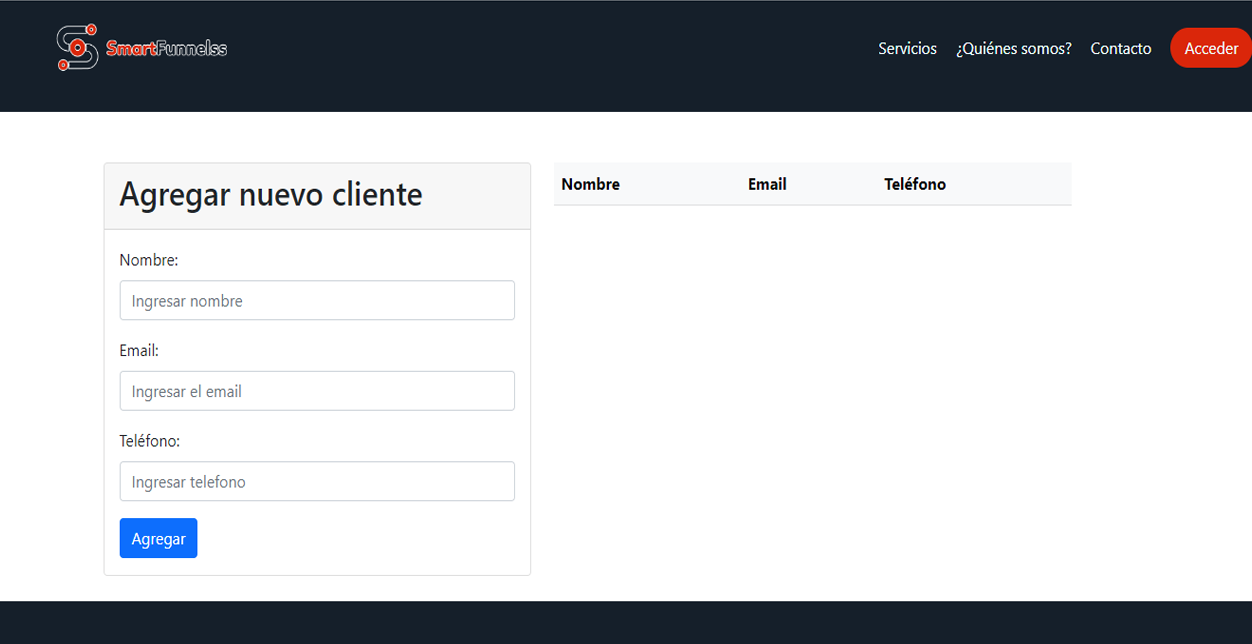 SmartFunnelss
Servicios ¿Quiénes somos? Contacto Acceder
Agregar nuevo cliente
Nombre:
Ingresar nombre
Email:
Ingresar el email
Teléfono:
Ingresar telefono
Agregar
Nombre Email Teléfono